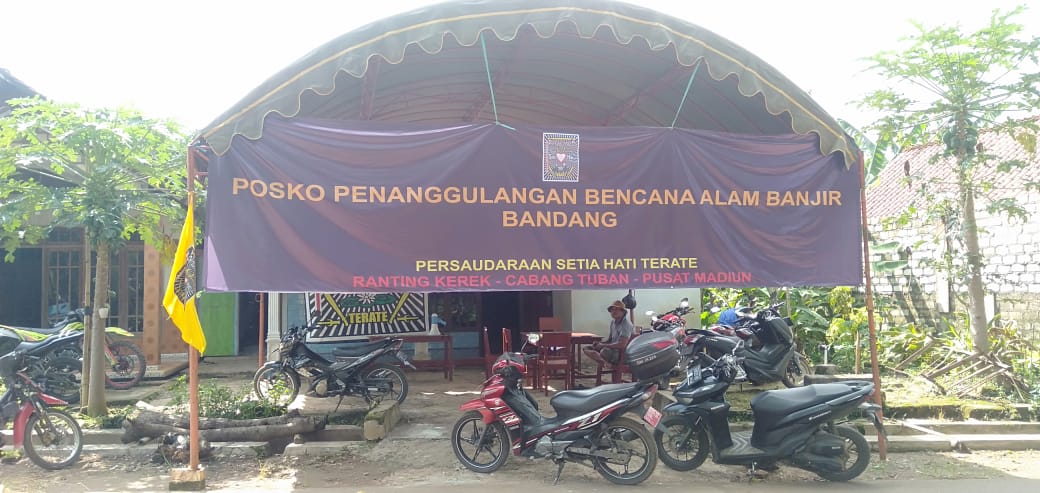 POSKO PENANGGULANGAN BENCANA ALAM BANJIR
BANDANG
PERSAUDARAAN SETIA HATI TERATE
RANTING KEREK - CABANG TUBAN - PUSAT MADIUN
TERATE